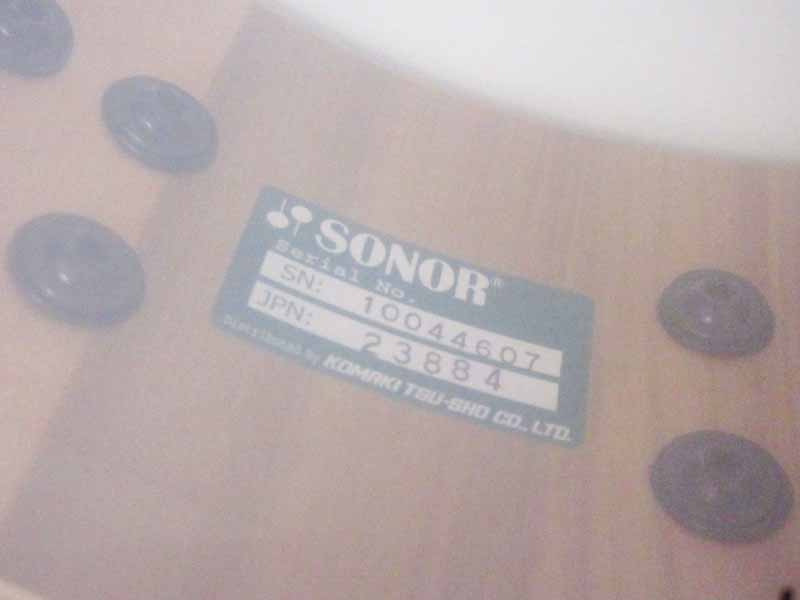 SONOR®
Serial No.
SN: 10044607
JPN: 23884
Distributed by KOMAKI TSU-SHO CO., LTD.